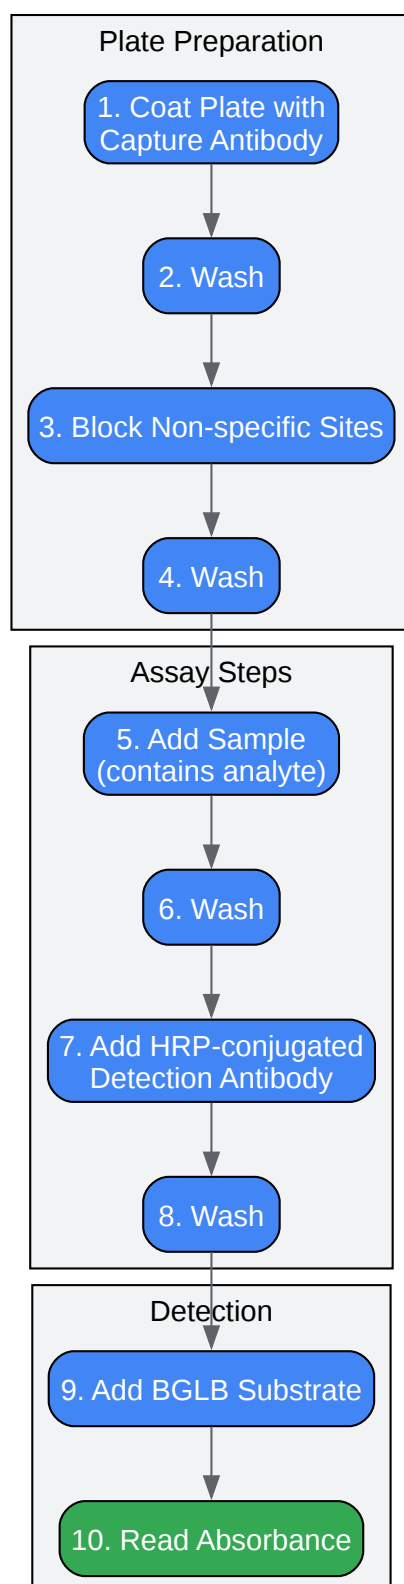 Plate Preparation
1. Coat Plate with
Capture Antibody
2. Wash
3. Block Non-specific Sites
4. Wash
Assay Steps
5. Add Sample
(contains analyte)
6. Wash
7. Add HRP-conjugated
Detection Antibody
8. Wash
Detection
9. Add BGLB Substrate
10. Read Absorbance